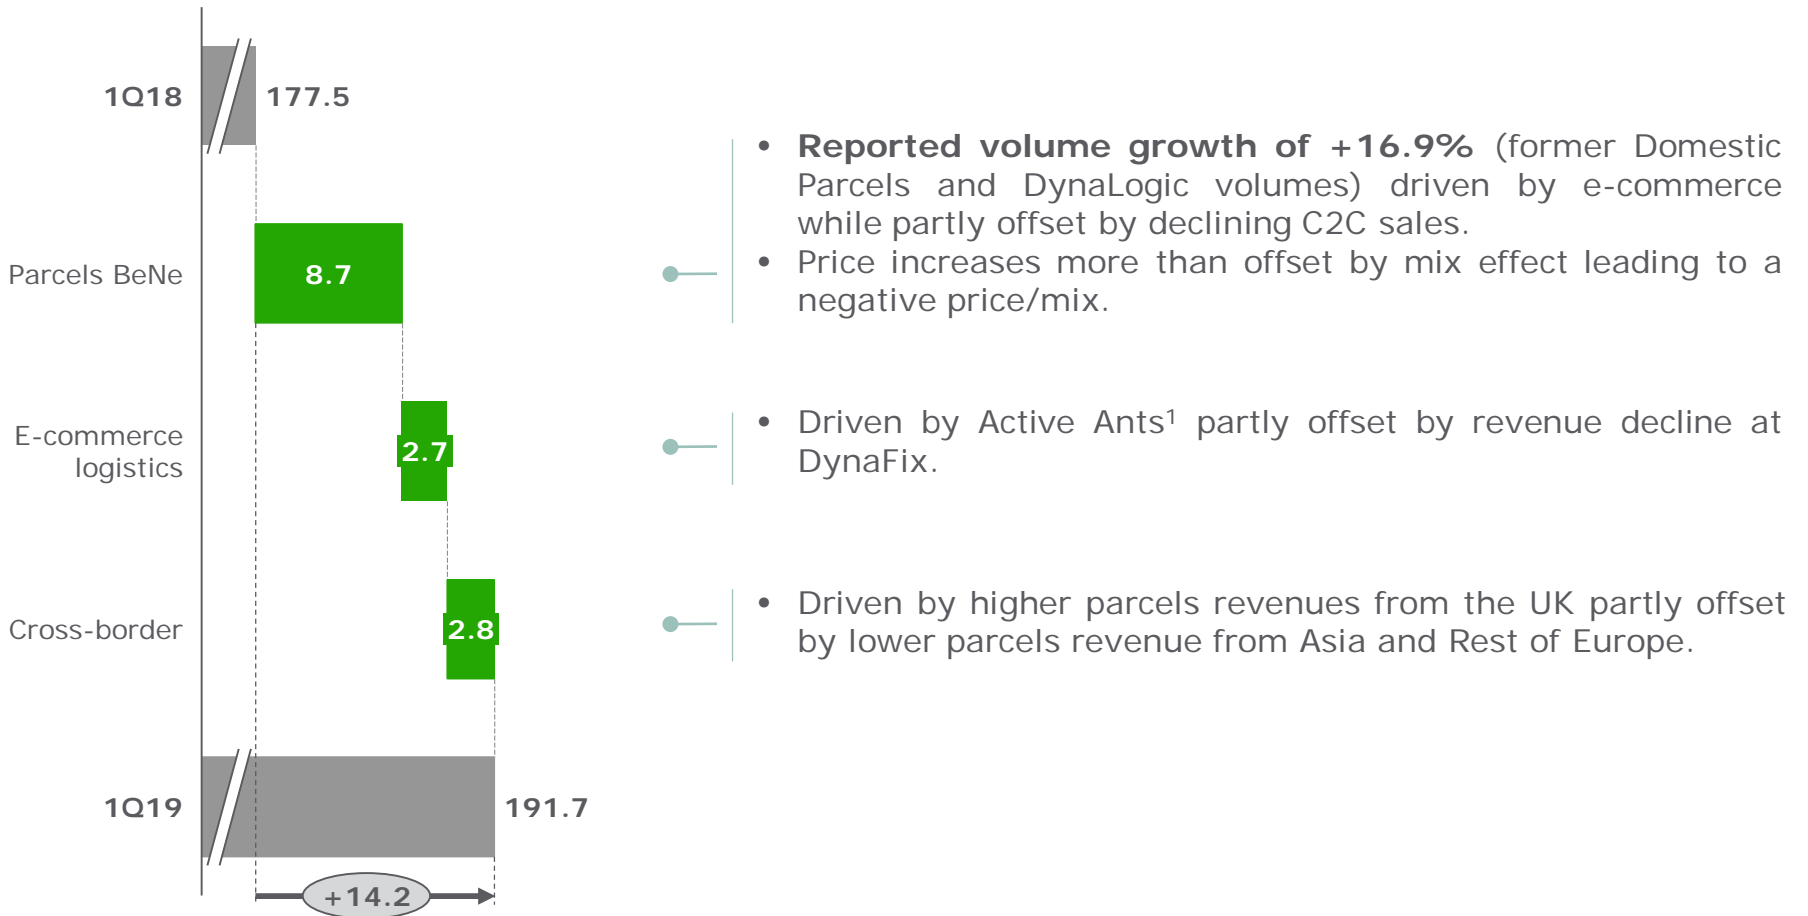 1Q18 177.5
• Reported volume growth of +16.9% (former Domestic
Parcels and DynaLogic volumes) driven by e-commerce
while partly offset by declining C2C sales.
• Price increases more than offset by mix effect leading to a
negative price/mix.
Parcels BeNe 8.7
E-commerce
logistics
2.7
• Driven by Active Ants¹ partly offset by revenue decline at
DynaFix.
Cross-border 2.8
• Driven by higher parcels revenues from the UK partly offset
by lower parcels revenue from Asia and Rest of Europe.
1Q19 191.7
+14.2